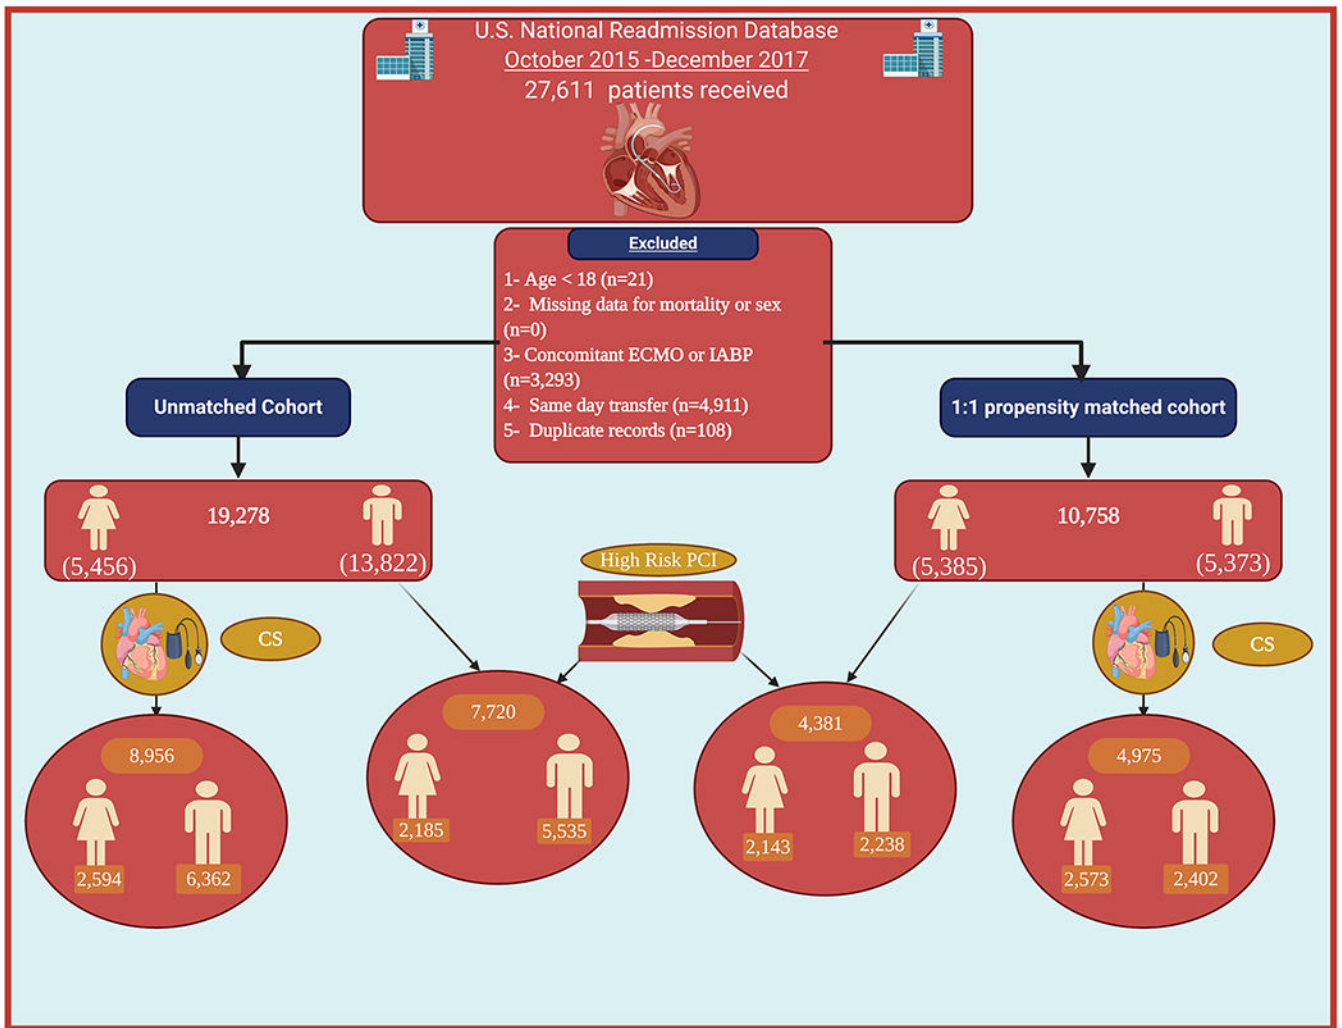 U.S. National Readmission Database
October 2015 -December 2017
27,611 patients received
Excluded
1- Age < 18 (n=21)
2- Missing data for mortality or sex
(n=0)
3- Concomitant ECMO or IABP
(n=3,293)
4- Same day transfer (n=4,911)
5- Duplicate records (n=108)
Unmatched Cohort
1:1 propensity matched cohort
19,278
(5,456)
(13,822)
10,758
(5,385)
(5,373)
High Risk PCI
CS
CS
8,956
2,594
6,362
7,720
2,185
5,535
4,381
2,143
2,238
4,975
2,573
2,402